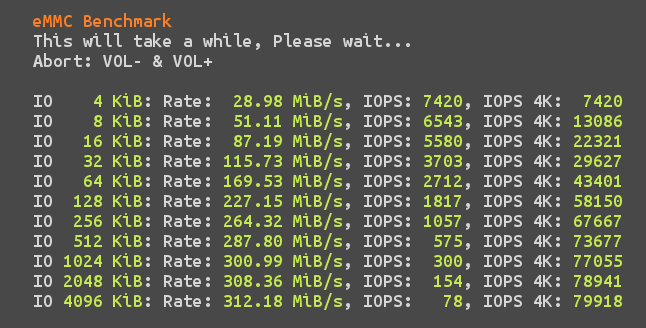 eMMC Benchmark
This will take a while, Please wait...
Abort: VOL- & VOL+
IO    4 KiB: Rate:  28.98 MiB/s, IOPS: 7420, IOPS 4K:  7420
IO    8 KiB: Rate:  51.11 MiB/s, IOPS: 6543, IOPS 4K: 13086
IO   16 KiB: Rate:  87.19 MiB/s, IOPS: 5580, IOPS 4K: 22321
IO   32 KiB: Rate: 115.73 MiB/s, IOPS: 3703, IOPS 4K: 29627
IO   64 KiB: Rate: 169.53 MiB/s, IOPS: 2712, IOPS 4K: 43401
IO  128 KiB: Rate: 227.15 MiB/s, IOPS: 1817, IOPS 4K: 58150
IO  256 KiB: Rate: 264.32 MiB/s, IOPS: 1057, IOPS 4K: 67667
IO  512 KiB: Rate: 287.80 MiB/s, IOPS:  575, IOPS 4K: 73677
IO 1024 KiB: Rate: 300.99 MiB/s, IOPS:  300, IOPS 4K: 77055
IO 2048 KiB: Rate: 308.36 MiB/s, IOPS:  154, IOPS 4K: 78941
IO 4096 KiB: Rate: 312.18 MiB/s, IOPS:   78, IOPS 4K: 79918